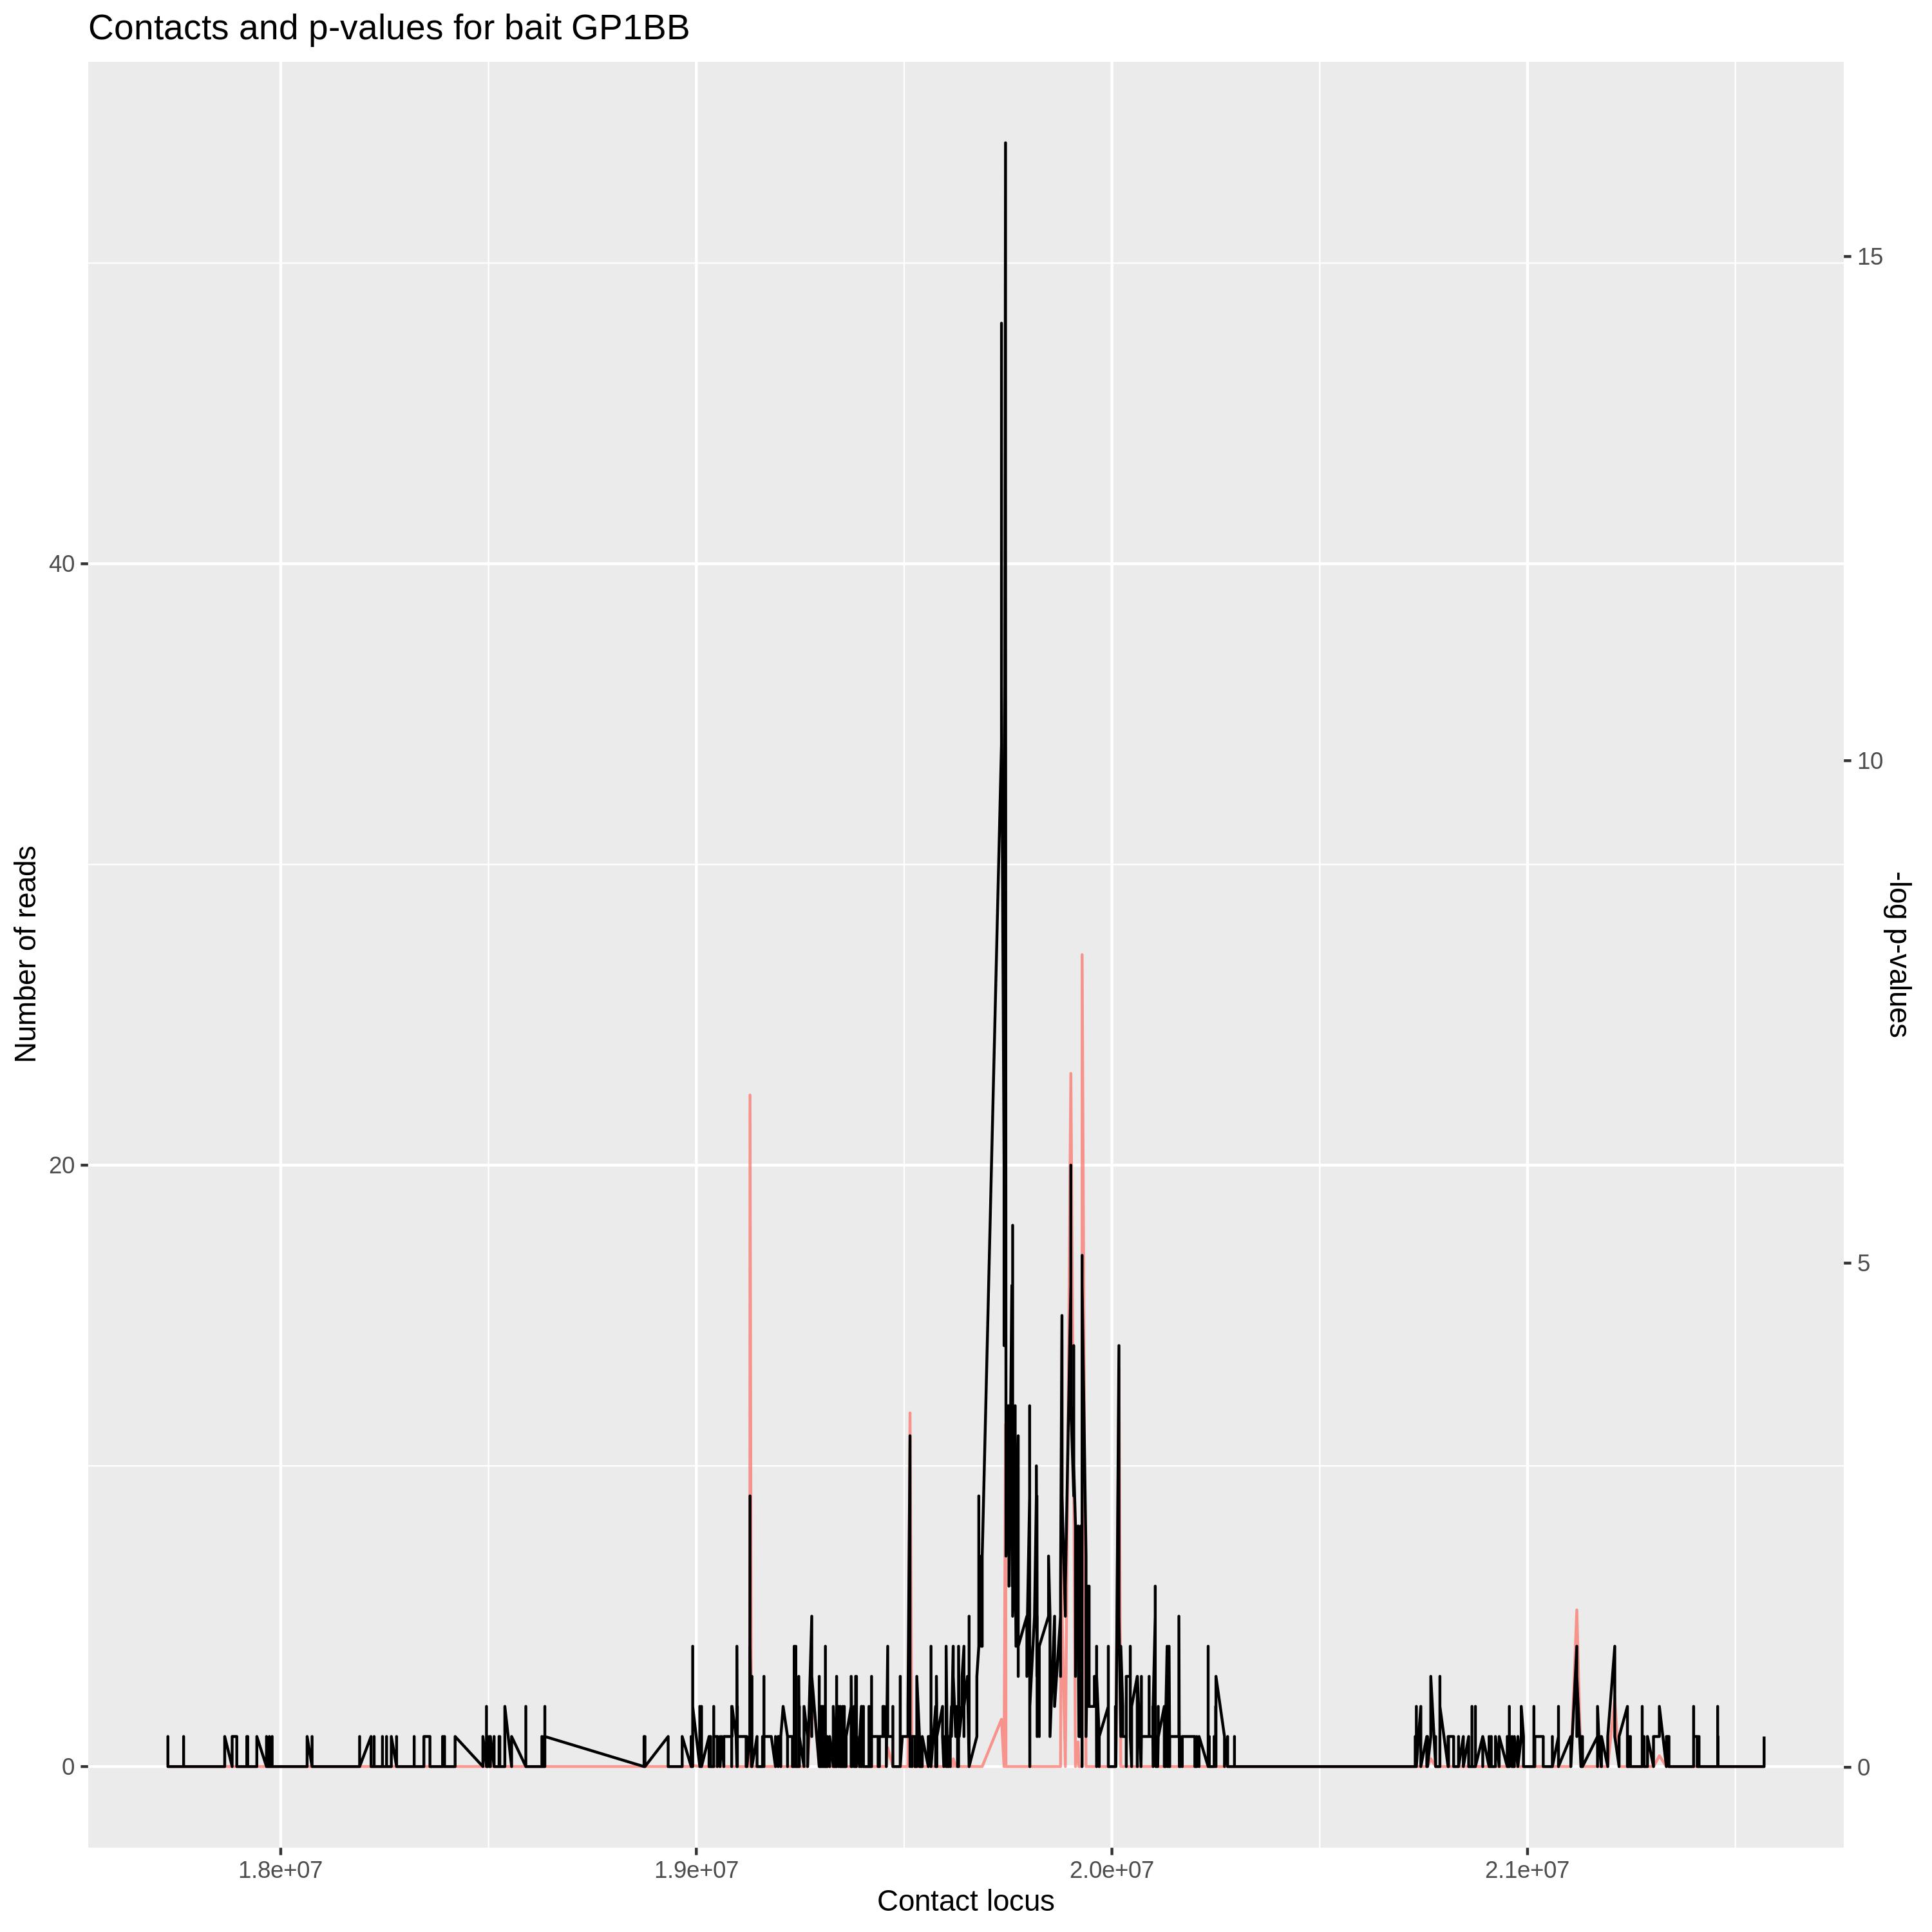 Contacts and p-values for bait GP1BB
40
20
0
15
10
5
0
1.8e+07
1.9e+07
2.0e+07
2.1e+07
Contact locus
Number of reads
-log p-values